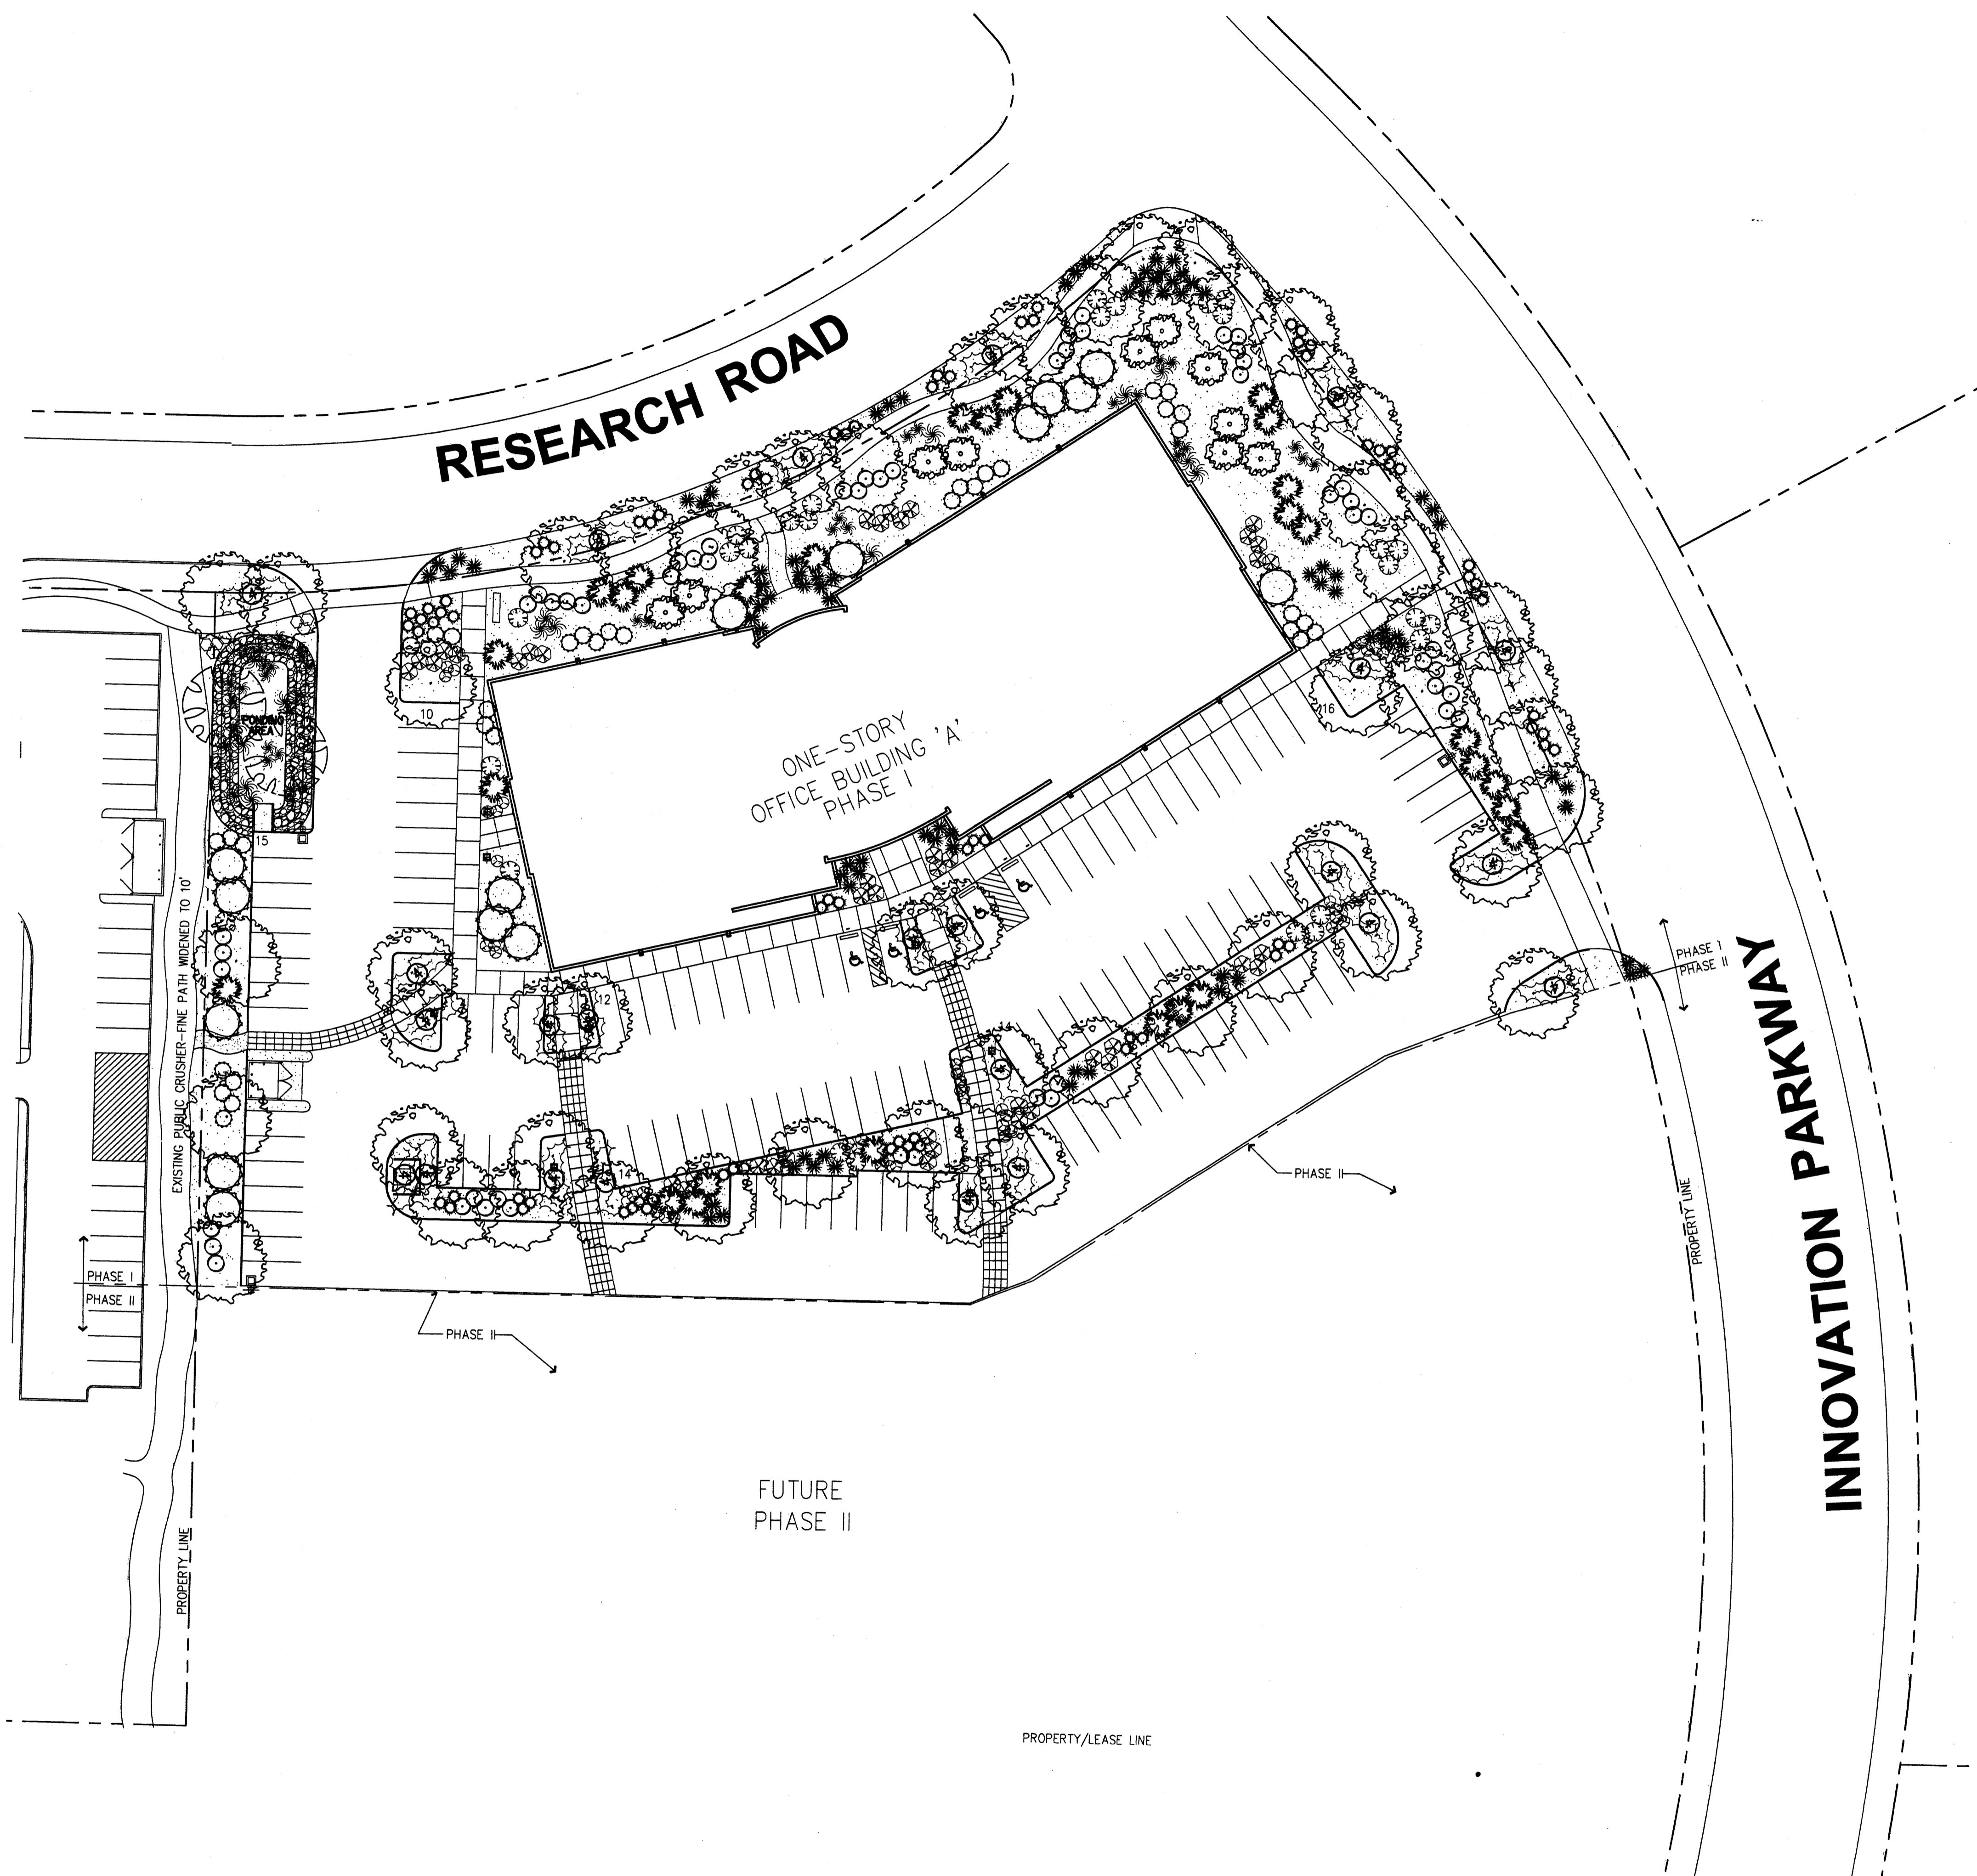 RESEARCH ROAD
INNOVATION PARKWAY
ONE-STORY
OFFICE BUILDING 'A'
PHASE I
PONDING
AREA
10
15
16
12
14
EXISTING PUBLIC CRUSHER-FINE PATH WIDENED TO 10'
PHASE I
PHASE II
PHASE I
PHASE II
PHASE II
PHASE II
PROPERTY LINE
PROPERTY LINE
FUTURE
PHASE II
PROPERTY/LEASE LINE